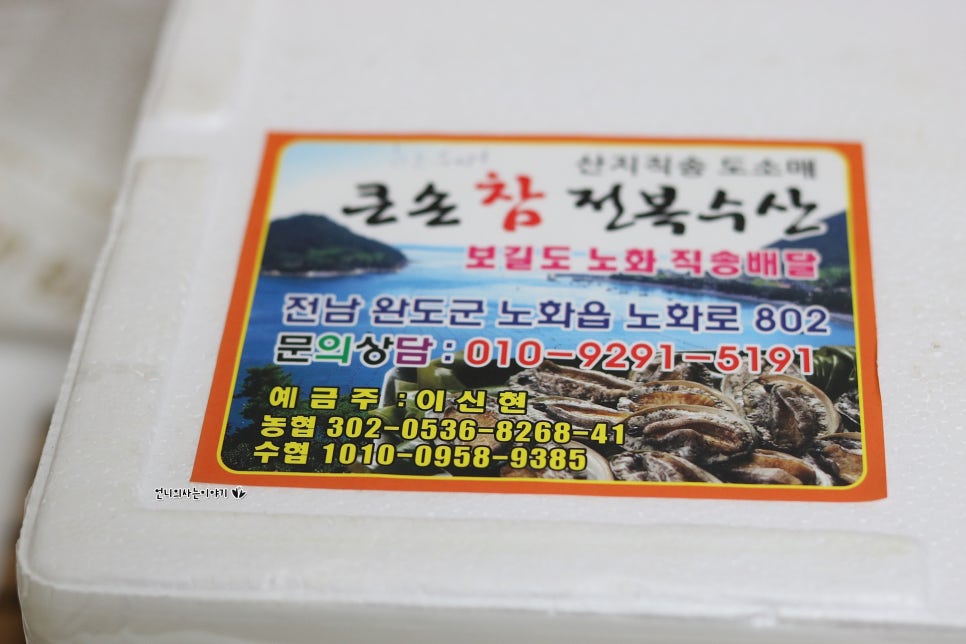 산지직송 도소매
큰손 참 전복수산
보길도 노화 직송배달
전남 완도군 노화읍 노화로 802
문의상담 : 010-9291-5191
예 금 주 : 이 신 현
농협 302-0536-8268-41
수협 1010-0958-9385
언니의사는이야기